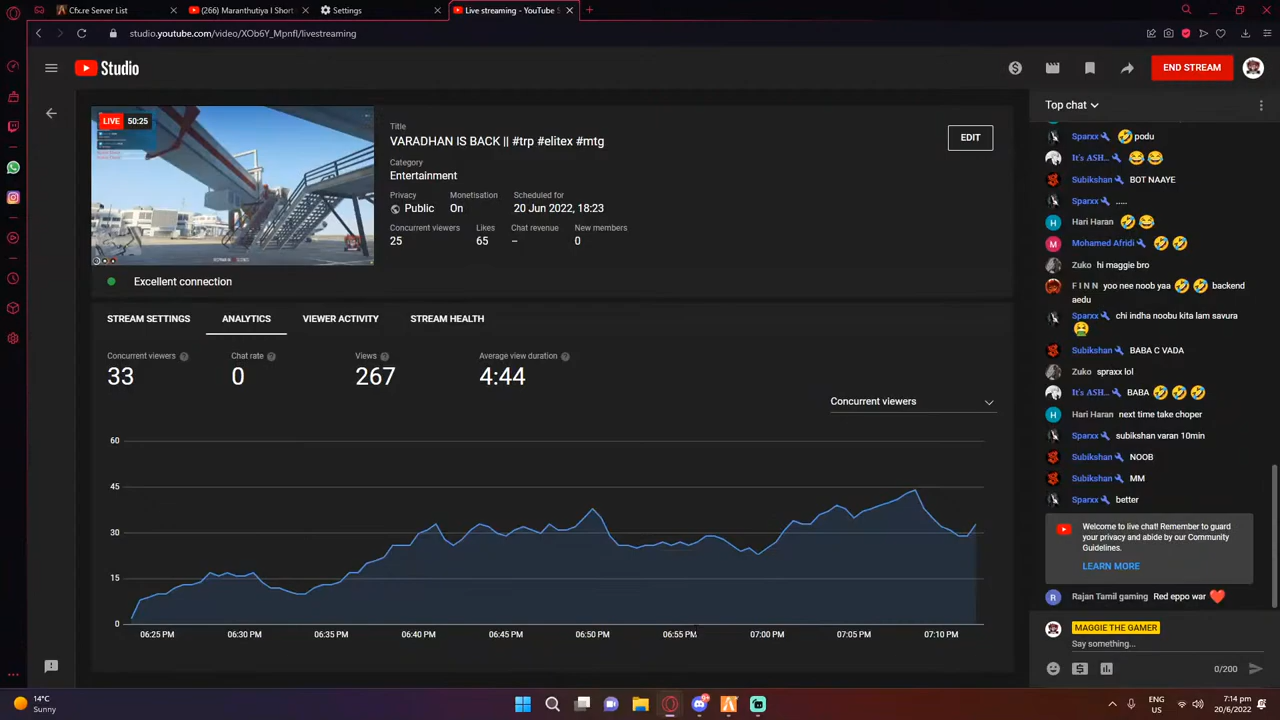 Cfx.re Server List
(266) Maranthutiya I Short
Settings
Live streaming - YouTube S
studio.youtube.com/video/XOb6Y_Mpnfl/livestreaming
Studio
END STREAM
LIVE 50:25
Title
VARADHAN IS BACK || #trp #elitex #mtg
EDIT
Category
Entertainment
Privacy Monetisation Scheduled for
Public On 20 Jun 2022, 18:23
Concurrent viewers Likes Chat revenue New members
25 65 – 0
Excellent connection
STREAM SETTINGS ANALYTICS VIEWER ACTIVITY STREAM HEALTH
Concurrent viewers Chat rate Views Average view duration
33 0 267 4:44
Concurrent viewers
60
45
30
15
0
06:25 PM 06:30 PM 06:35 PM 06:40 PM 06:45 PM 06:50 PM 06:55 PM 07:00 PM 07:05 PM 07:10 PM
Top chat
Sparxx 🤣 podu
It's ASH... 😂 😂
Subikshan BOT NAAYE
Sparxx .....
H Hari Haran 🤣 😂
M Mohamed Afridi 🤣 🤣
Zuko hi maggie bro
F I N N yoo nee noob yaa 🤣 🤣 backend
aedu
Sparxx chi indha noobu kita lam savura
🤮
Subikshan BABA C VADA
Zuko spraxx lol
It's ASH... BABA 🤣 🤣 🤣
H Hari Haran next time take choper
Sparxx subikshan varan 10min
Subikshan NOOB
Subikshan MM
Sparxx better
Welcome to live chat! Remember to guard
your privacy and abide by our Community
Guidelines.
LEARN MORE
R Rajan Tamil gaming Red eppo war ❤️
MAGGIE THE GAMER
Say something...
0/200
14°C
Sunny
9+
ENG
US
7:14 pm
20/6/2022